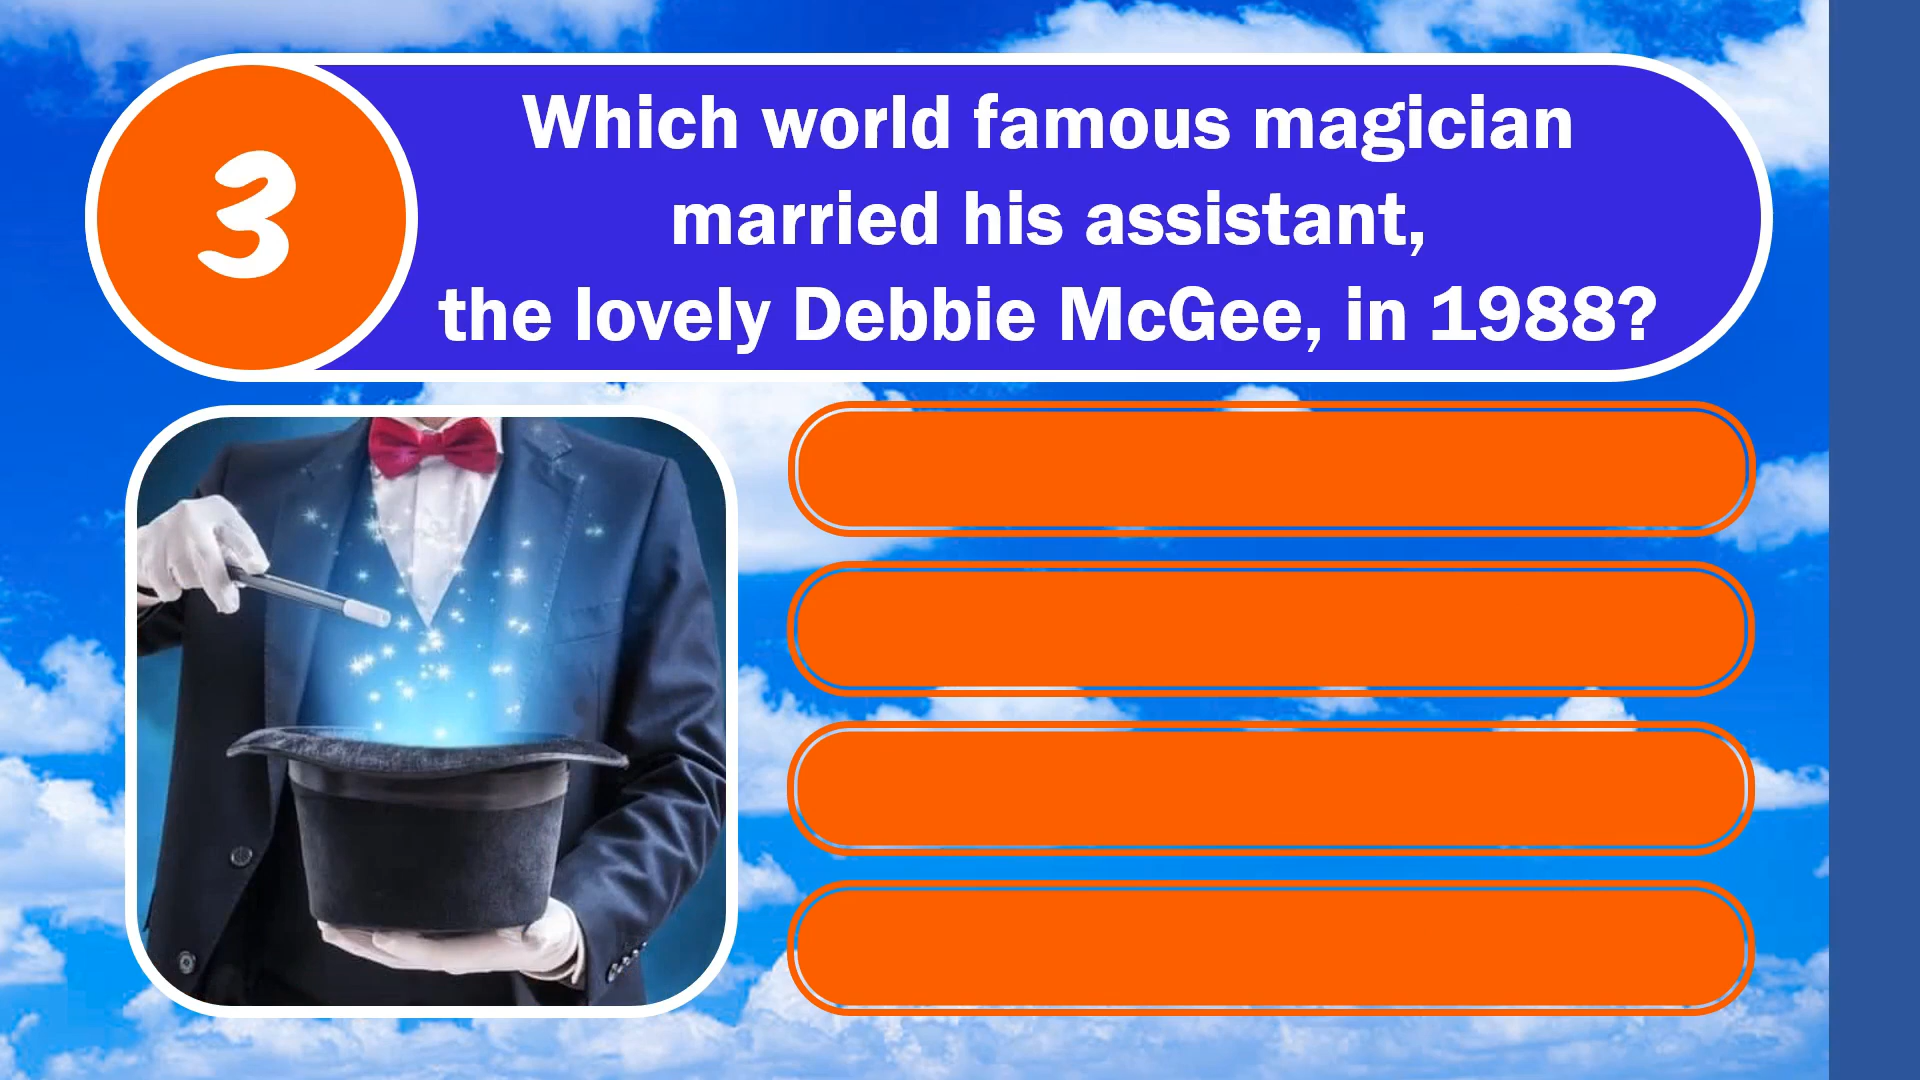 3
Which world famous magician
married his assistant,
the lovely Debbie McGee, in 1988?